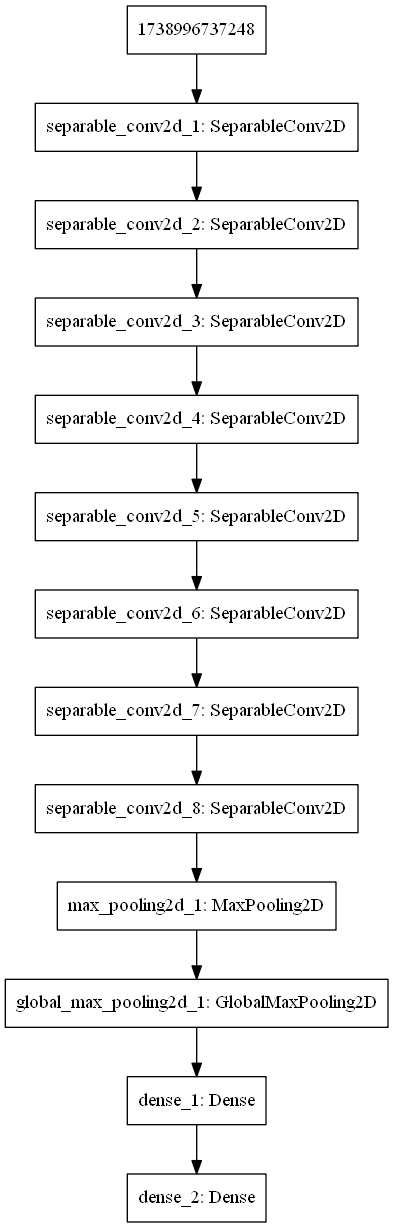 1738996737248
separable_conv2d_1: SeparableConv2D
separable_conv2d_2: SeparableConv2D
separable_conv2d_3: SeparableConv2D
separable_conv2d_4: SeparableConv2D
separable_conv2d_5: SeparableConv2D
separable_conv2d_6: SeparableConv2D
separable_conv2d_7: SeparableConv2D
separable_conv2d_8: SeparableConv2D
max_pooling2d_1: MaxPooling2D
global_max_pooling2d_1: GlobalMaxPooling2D
dense_1: Dense
dense_2: Dense